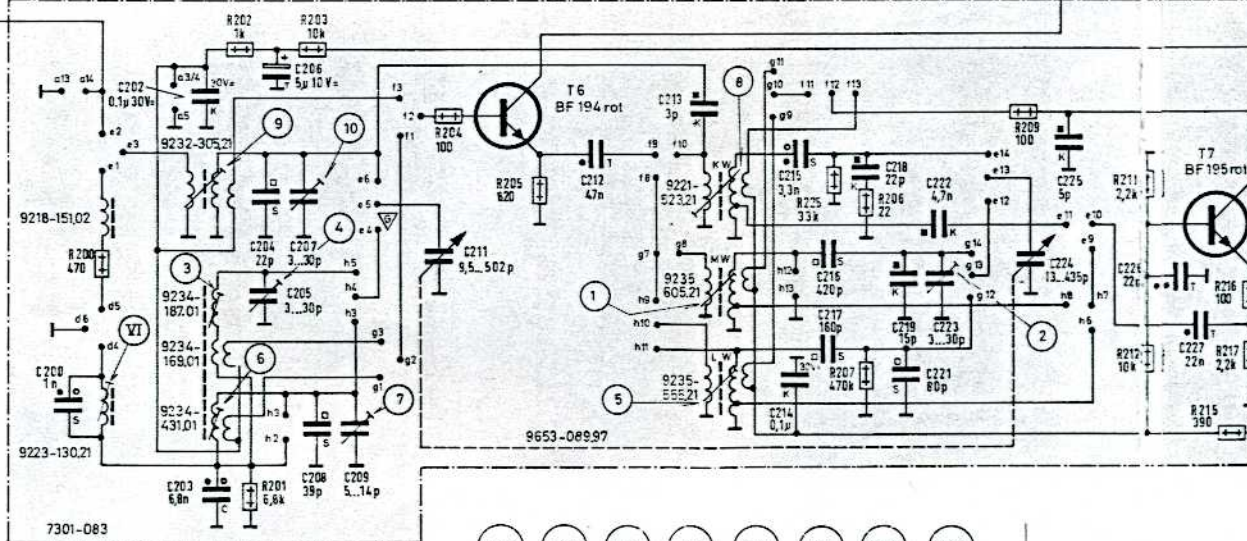 R202
1k
R203
10k
a13
a14
C202
0,1µ 30V=
a3/4
a5
30V=
K
C206
5µ 10V=
T
e2
e3
e1
9232-305,21
9
10
f3
f2
f1
R204
100
T6
BF 194 rot
R205
620
C212
47n
T
C213
3p
K
8
g11
g10
g9
f11
f12
f13
f9
f10
f8
KW
9221-
523,21
C215
3,3n
S
R225
33k
C218
22p
K
R206
22
C222
4,7n
K
e14
e13
e12
R209
100
C225
5p
K
R211
2,2k
T7
BF 195 rot
9218-151,02
R200
470
d5
d6
d4
VI
C200
1n
S
9223-130,21
S
C204
22p
C207
3...30p
e6
e5
e4
G
4
3
9234-
187,01
C205
3...30p
h5
h4
h3
9234-
169,01
g3
g2
g1
6
9234-
431,01
h3
h2
7
S
C208
39p
C209
5...14p
C203
6,8n
C
R201
6,8k
C211
9,5...502p
g7
g8
h9
MW
9235
605,21
1
h10
h11
h12
h13
C216
420p
S
C217
160p
S
K
C219
15p
C223
3...30p
2
g14
g13
g12
C224
13...435p
e11
e10
e9
h8
h7
h6
C226
22n
T
R216
100
C227
22n
T
R212
10k
R217
2,2k
R215
390
LW
9235-
5
K
C214
0,1µ
R207
470k
C221
80p
S
9653-089,97
7301-083